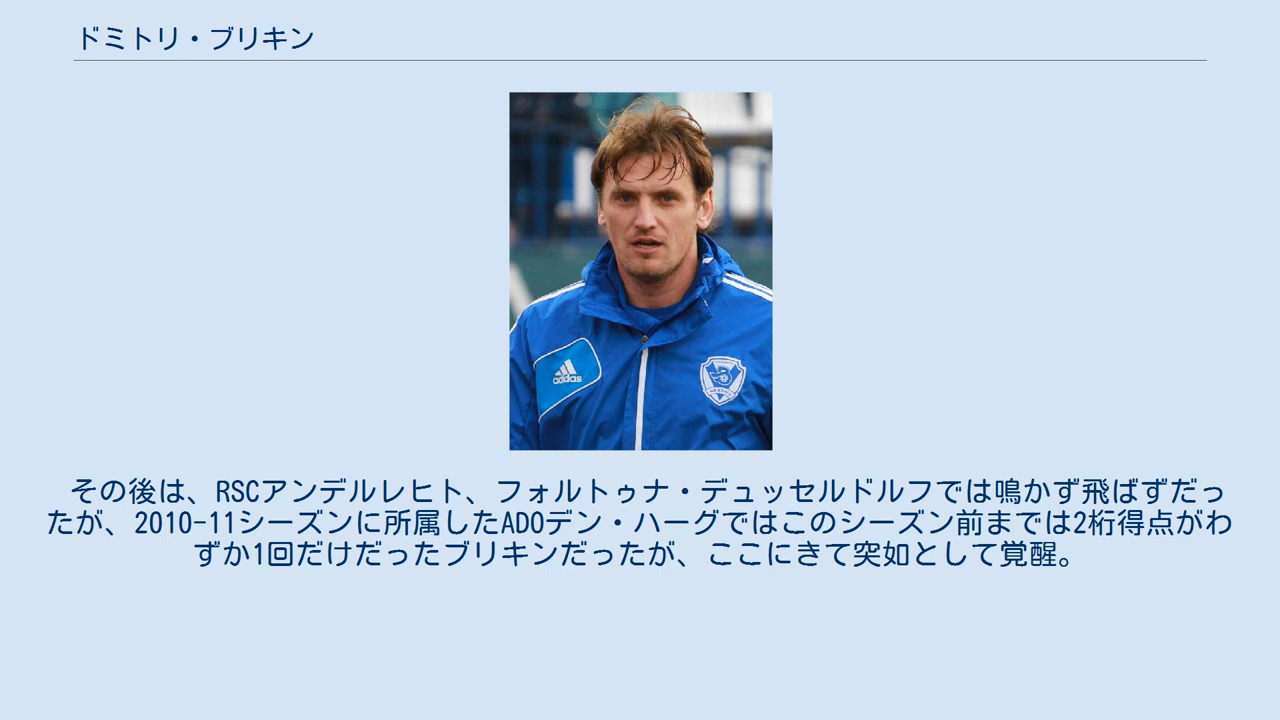 ドミトリ・ブリキン
adidas
その後は、RSCアンデルレヒト、フォルトゥナ・デュッセルドルフでは鳴かず飛ばずだっ
たが、2010-11シーズンに所属したADOデン・ハーグではこのシーズン前までは2桁得点がわ
ずか1回だけだったブリキンだったが、ここにきて突如として覚醒。